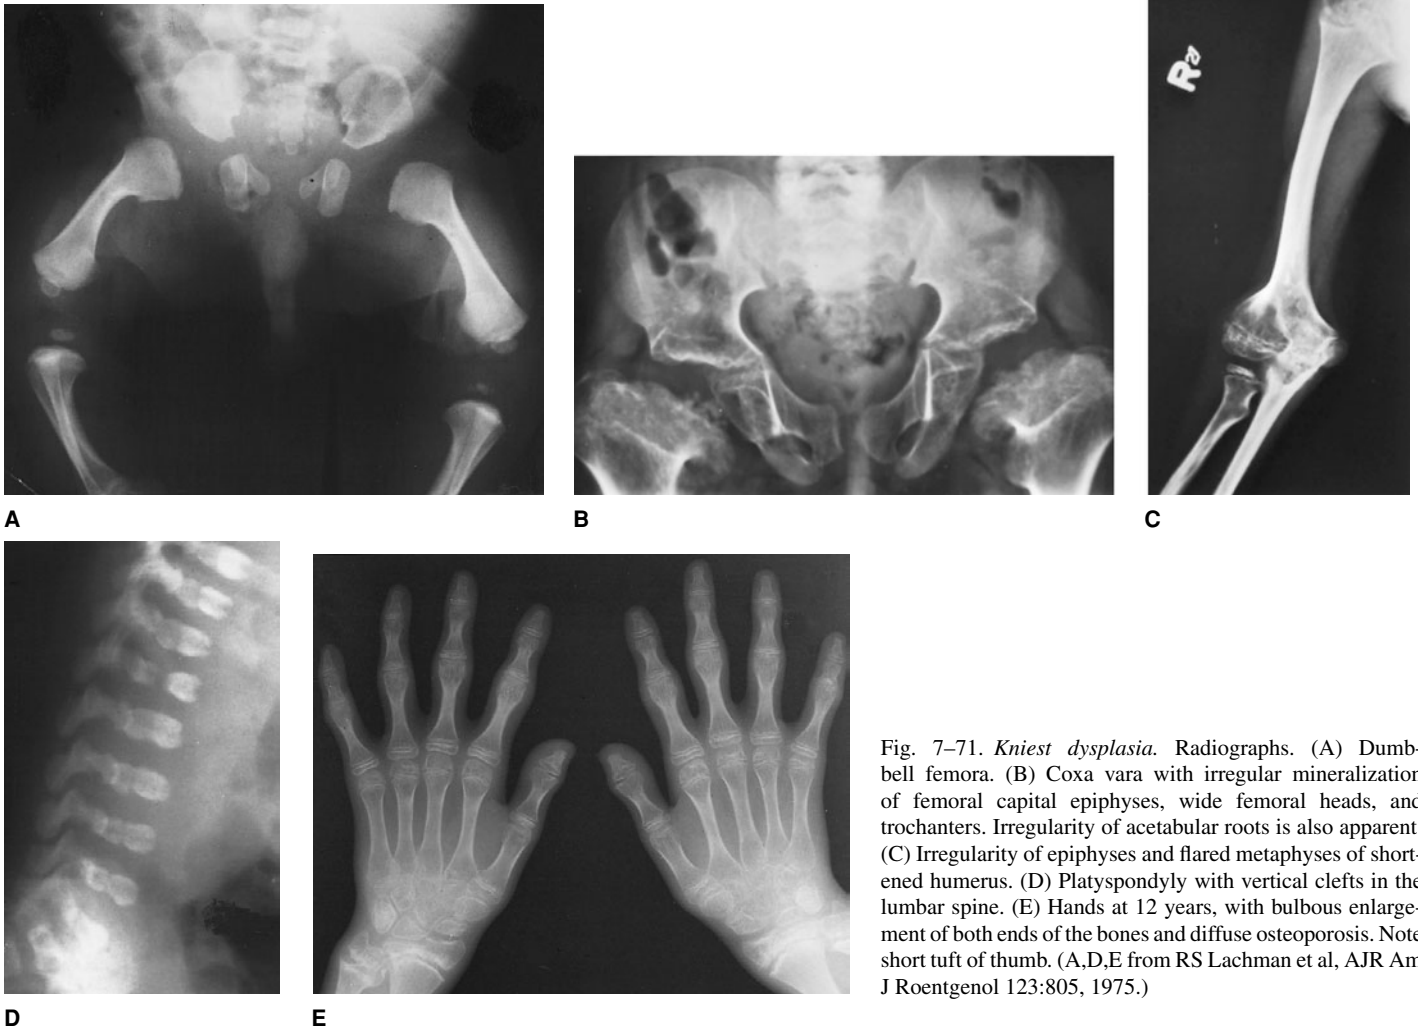 R
A
B
C
D
E
Fig. 7–71. Kniest dysplasia. Radiographs. (A) Dumb-
bell femora. (B) Coxa vara with irregular mineralization
of femoral capital epiphyses, wide femoral heads, and
trochanters. Irregularity of acetabular roots is also apparent.
(C) Irregularity of epiphyses and flared metaphyses of short-
ened humerus. (D) Platyspondyly with vertical clefts in the
lumbar spine. (E) Hands at 12 years, with bulbous enlarge-
ment of both ends of the bones and diffuse osteoporosis. Note
short tuft of thumb. (A,D,E from RS Lachman et al, AJR Am
J Roentgenol 123:805, 1975.)